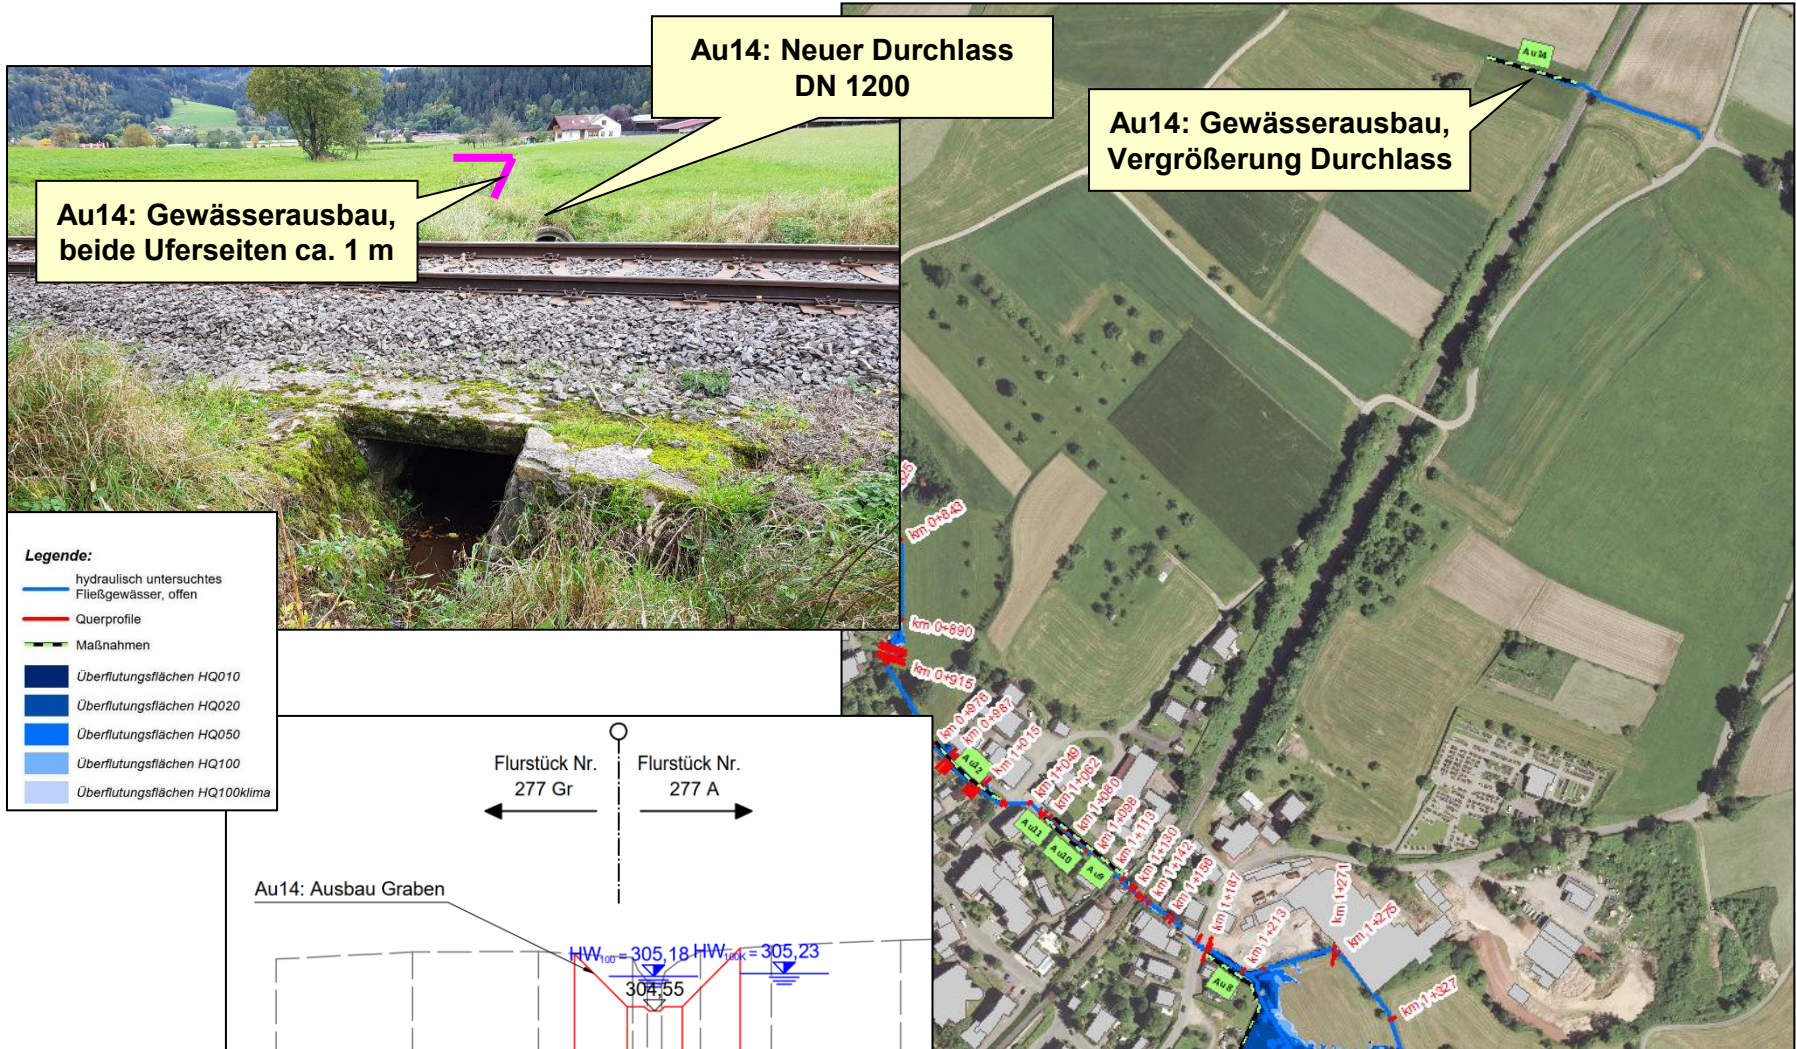 Au14: Neuer Durchlass
DN 1200
Au14: Gewässerausbau,
beide Uferseiten ca. 1 m
Au14
Au14: Gewässerausbau,
Vergrößerung Durchlass
Legende:
hydraulisch untersuchtes
Fließgewässer, offen
Querprofile
Maßnahmen
Überflutungsflächen HQ010
Überflutungsflächen HQ020
Überflutungsflächen HQ050
Überflutungsflächen HQ100
Überflutungsflächen HQ100klima
Flurstück Nr.
277 Gr
Flurstück Nr.
277 A
Au14: Ausbau Graben
HW100 = 305,18
HW100K = 305,23
304,55
km 0+843
km 0+890
km 0+915
km 0+976
km 0+987
km 1+015
Au12
km 1+049
km 1+062
km 1+080
km 1+098
km 1+113
km 1+130
km 1+142
km 1+156
Au11
Au10
Au9
km 1+187
km 1+213
km 1+271
km 1+275
Au8
km 1+327